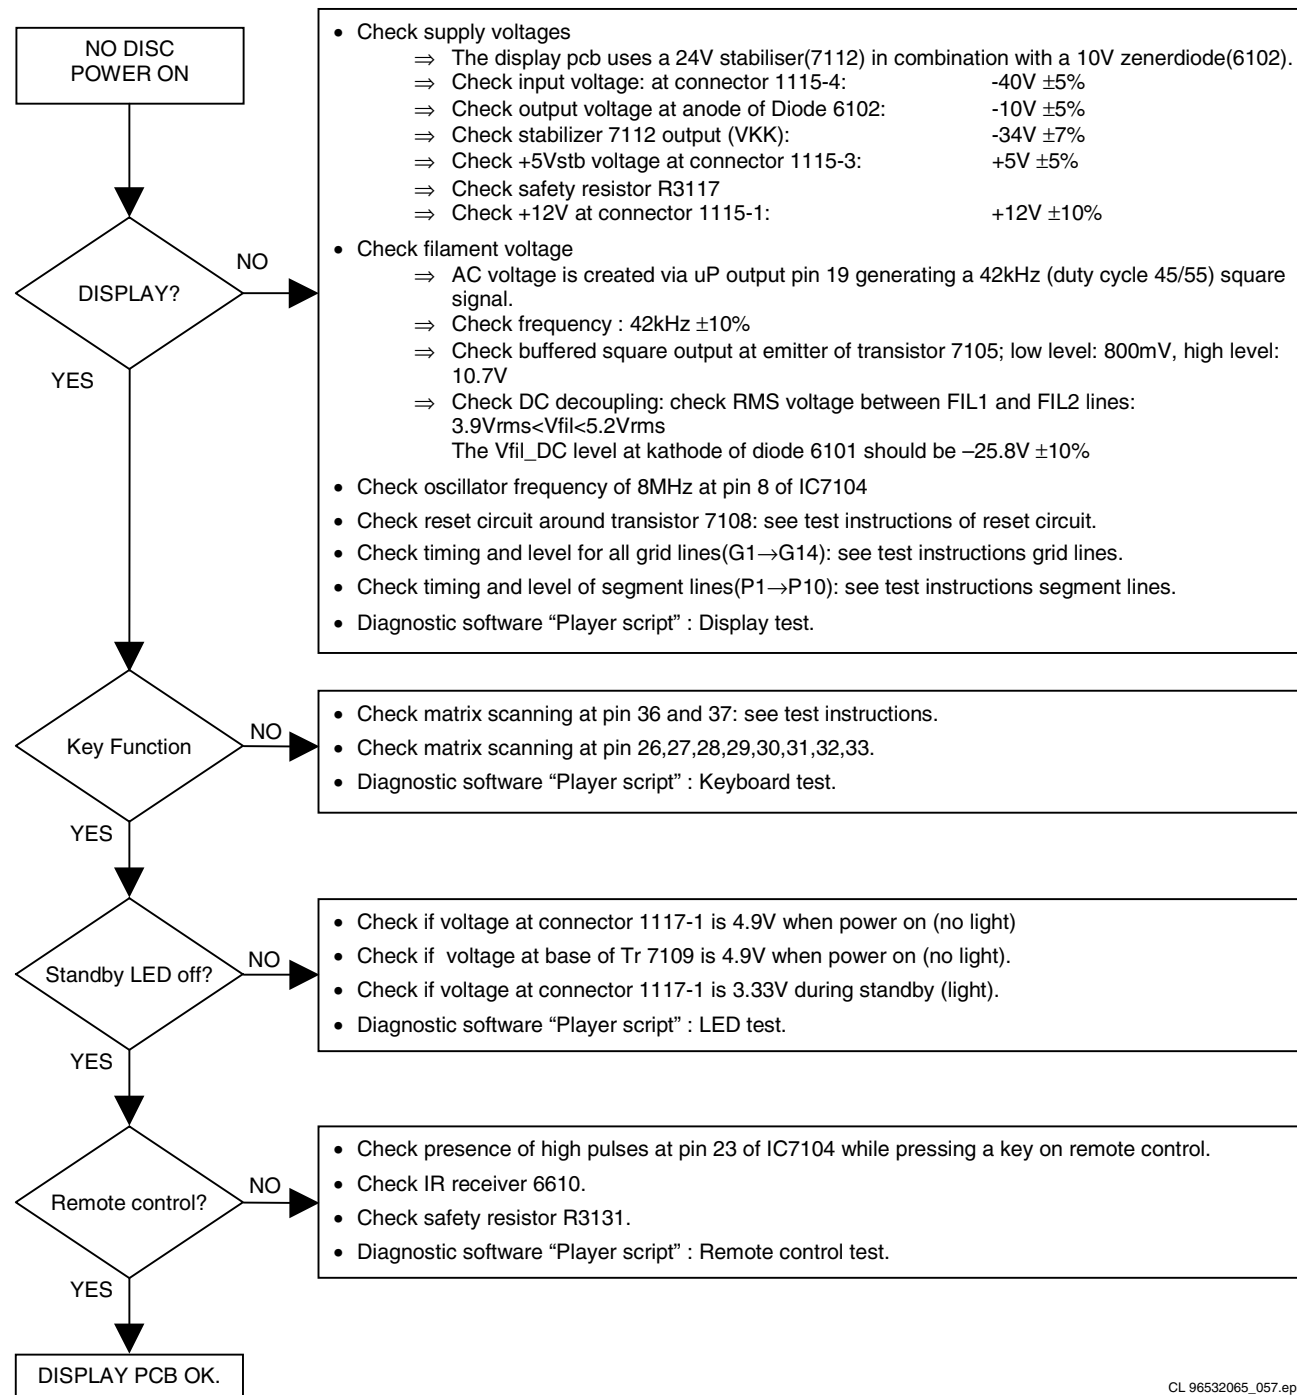 NO DISC
POWER ON
• Check supply voltages
⇒ The display pcb uses a 24V stabiliser(7112) in combination with a 10V zenerdiode(6102).
⇒ Check input voltage: at connector 1115-4: -40V ±5%
⇒ Check output voltage at anode of Diode 6102: -10V ±5%
⇒ Check stabilizer 7112 output (VKK): -34V ±7%
⇒ Check +5Vstb voltage at connector 1115-3: +5V ±5%
⇒ Check safety resistor R3117
⇒ Check +12V at connector 1115-1: +12V ±10%
• Check filament voltage
⇒ AC voltage is created via uP output pin 19 generating a 42kHz (duty cycle 45/55) square
signal.
⇒ Check frequency : 42kHz ±10%
⇒ Check buffered square output at emitter of transistor 7105; low level: 800mV, high level:
10.7V
⇒ Check DC decoupling: check RMS voltage between FIL1 and FIL2 lines:
3.9Vrms<Vfil<5.2Vrms
The Vfil_DC level at kathode of diode 6101 should be –25.8V ±10%
• Check oscillator frequency of 8MHz at pin 8 of IC7104
• Check reset circuit around transistor 7108: see test instructions of reset circuit.
• Check timing and level for all grid lines(G1→G14): see test instructions grid lines.
• Check timing and level of segment lines(P1→P10): see test instructions segment lines.
• Diagnostic software “Player script” : Display test.
DISPLAY?
NO
YES
Key Function
NO
• Check matrix scanning at pin 36 and 37: see test instructions.
• Check matrix scanning at pin 26,27,28,29,30,31,32,33.
• Diagnostic software “Player script” : Keyboard test.
YES
Standby LED off?
NO
• Check if voltage at connector 1117-1 is 4.9V when power on (no light)
• Check if voltage at base of Tr 7109 is 4.9V when power on (no light).
• Check if voltage at connector 1117-1 is 3.33V during standby (light).
• Diagnostic software “Player script” : LED test.
YES
Remote control?
NO
• Check presence of high pulses at pin 23 of IC7104 while pressing a key on remote control.
• Check IR receiver 6610.
• Check safety resistor R3131.
• Diagnostic software “Player script” : Remote control test.
YES
DISPLAY PCB OK.
CL 96532065_057.ep